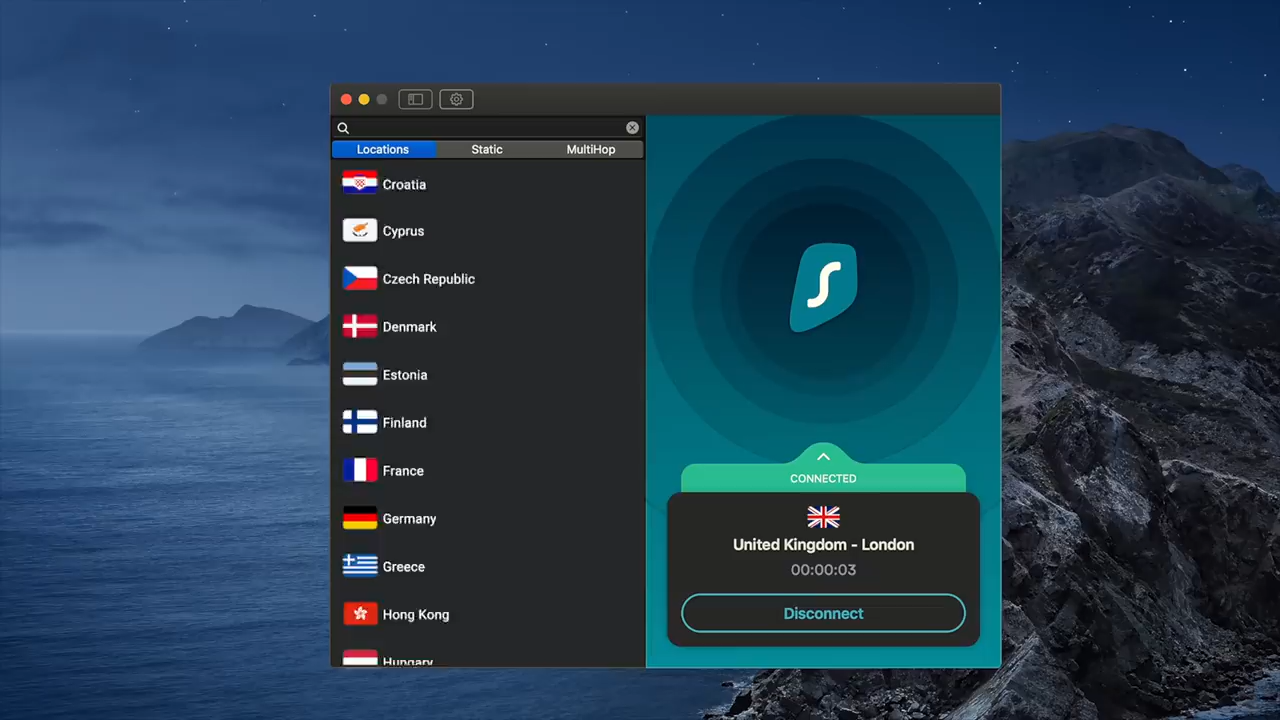 Locations Static MultiHop
Croatia
Cyprus
Czech Republic
Denmark
Estonia
Finland
France
Germany
Greece
Hong Kong
Hungary
CONNECTED
United Kingdom - London
00:00:03
Disconnect